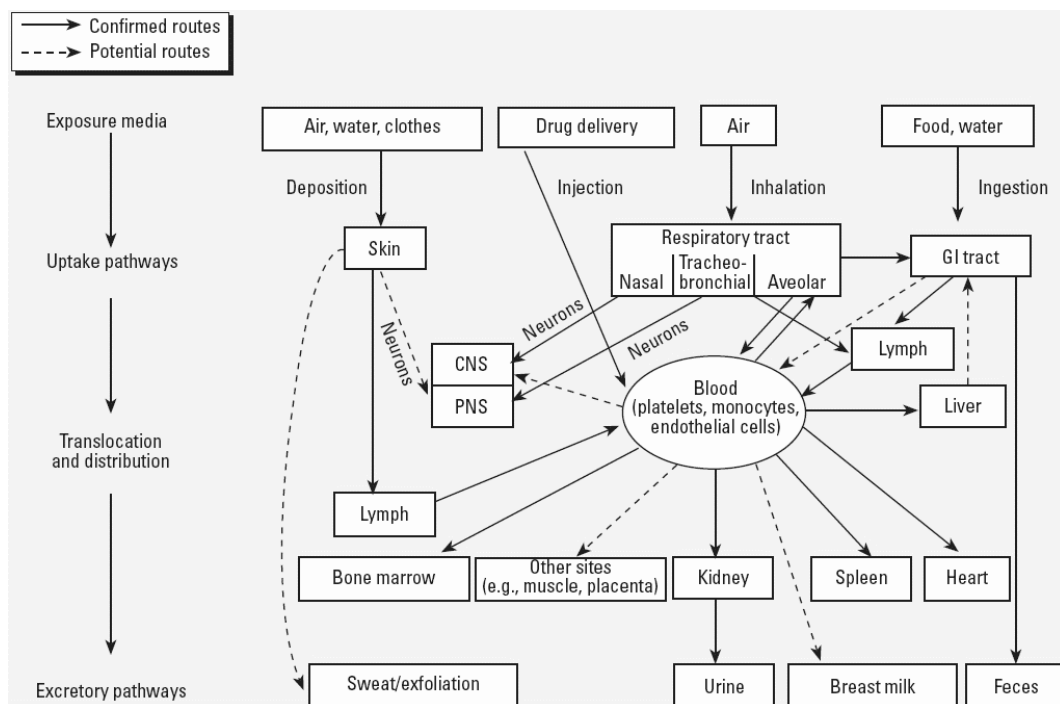 Confirmed routes
Potential routes
Exposure media
Air, water, clothes
Drug delivery
Air
Food, water
Deposition
Injection
Inhalation
Ingestion
Uptake pathways
Skin
Respiratory tract
Nasal
Tracheo-
bronchial
Aveolar
GI tract
Neurons
Neurons
Neurons
CNS
PNS
Lymph
Blood
(platelets, monocytes,
endothelial cells)
Liver
Translocation
and distribution
Lymph
Bone marrow
Other sites
(e.g., muscle, placenta)
Kidney
Spleen
Heart
Excretory pathways
Sweat/exfoliation
Urine
Breast milk
Feces